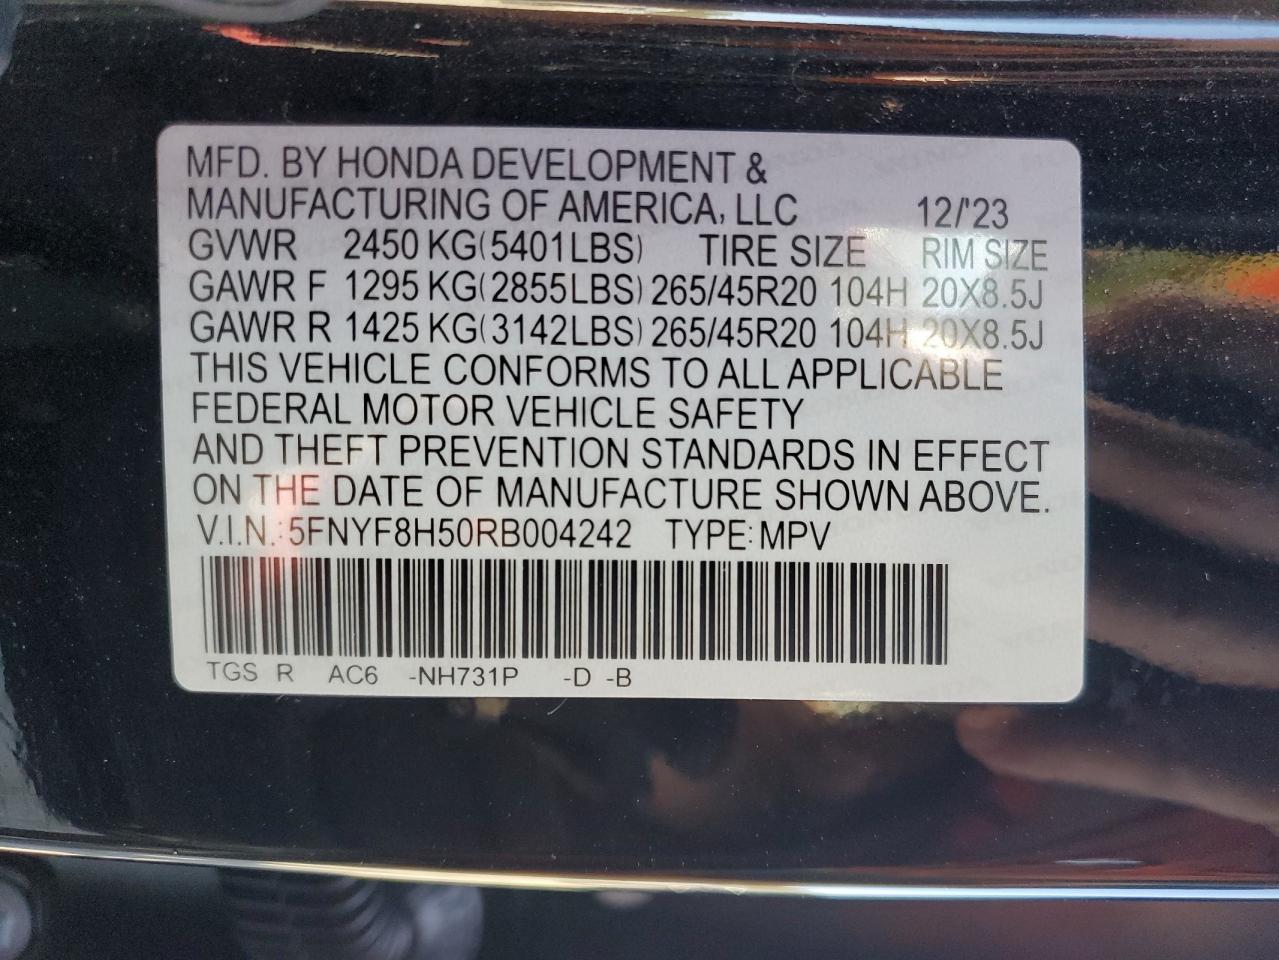 MFD. BY HONDA DEVELOPMENT &
MANUFACTURING OF AMERICA, LLC 12/'23
GVWR 2450 KG(5401LBS) TIRE SIZE RIM SIZE
GAWR F 1295 KG(2855LBS) 265/45R20 104H 20X8.5J
GAWR R 1425 KG(3142LBS) 265/45R20 104H 20X8.5J
THIS VEHICLE CONFORMS TO ALL APPLICABLE
FEDERAL MOTOR VEHICLE SAFETY
AND THEFT PREVENTION STANDARDS IN EFFECT
ON THE DATE OF MANUFACTURE SHOWN ABOVE.
V.I.N.: 5FNYF8H50RB004242 TYPE: MPV
TGS R AC6 -NH731P -D -B